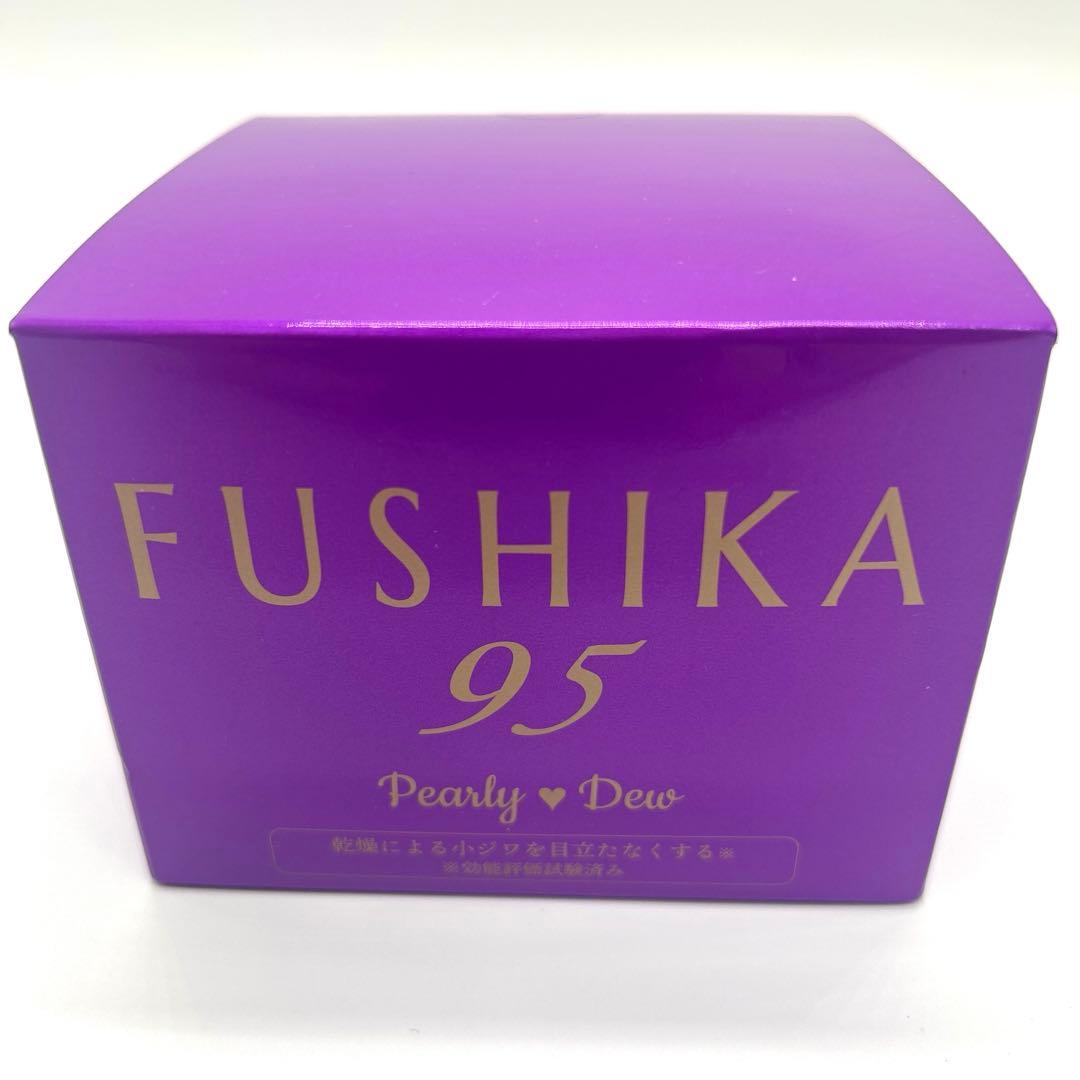 FUSHIKA
95
Pearly ♥ Dew
乾燥による小ジワを目立たなくする※
※効能評価試験済み